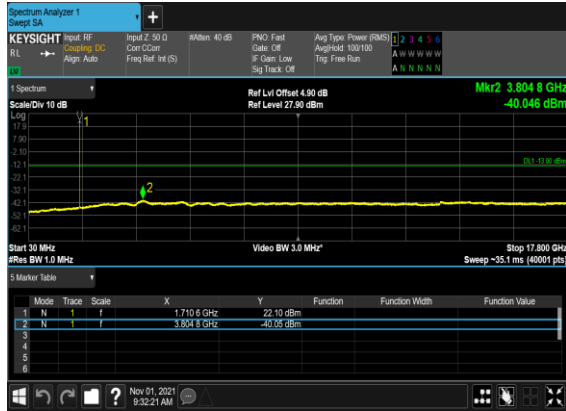 Spectrum Analyzer 1
Swept SA
KEYSIGHT Input: RF Input Z: 50 Ω #Atten: 40 dB PNO: Fast Avg Type: Power (RMS) 1 2 3 4 5 6
RL Coupling: DC Corr CCorr Gate: Off Avg|Hold: 100/100 A W W W W W
Align: Auto Freq Ref: Int (S) IF Gain: Low Trig: Free Run
Sig Track: Off A N N N N N
1 Spectrum Ref Lvl Offset 4.90 dB Mkr2 3.804 8 GHz
Scale/Div 10 dB Ref Level 27.90 dBm -40.046 dBm
Log
17.9 1
7.90
-2.10
-12.1 DL1 -13.00 dBm
-22.1
-32.1 2
-42.1
-52.1
-62.1
Start 30 MHz Video BW 3.0 MHz* Stop 17.800 GHz
#Res BW 1.0 MHz Sweep ~35.1 ms (40001 pts)
5 Marker Table
Mode Trace Scale X Y Function Function Width Function Value
1 N 1 f 1.710 6 GHz 22.10 dBm
2 N 1 f 3.804 8 GHz -40.05 dBm
3
4
5
6
? Nov 01, 2021
9:32:21 AM